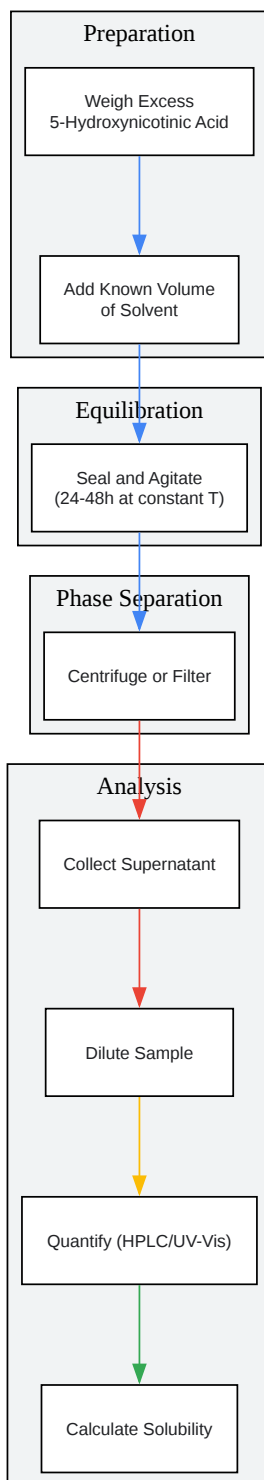 Preparation
Weigh Excess
5-Hydroxynicotinic Acid
Add Known Volume
of Solvent
Equilibration
Seal and Agitate
(24-48h at constant T)
Phase Separation
Centrifuge or Filter
Analysis
Collect Supernatant
Dilute Sample
Quantify (HPLC/UV-Vis)
Calculate Solubility